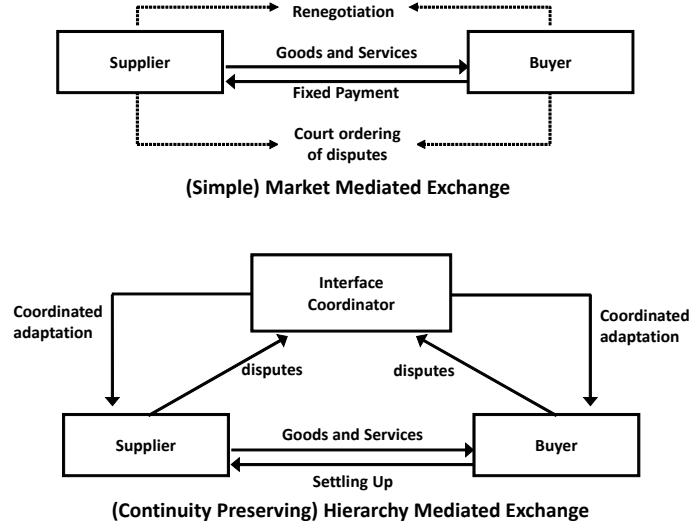 Renegotiation
Supplier
Goods and Services
Buyer
Fixed Payment
Court ordering
of disputes
(Simple) Market Mediated Exchange
Interface
Coordinator
Coordinated
adaptation
Coordinated
adaptation
disputes
disputes
Supplier
Goods and Services
Buyer
Settling Up
(Continuity Preserving) Hierarchy Mediated Exchange